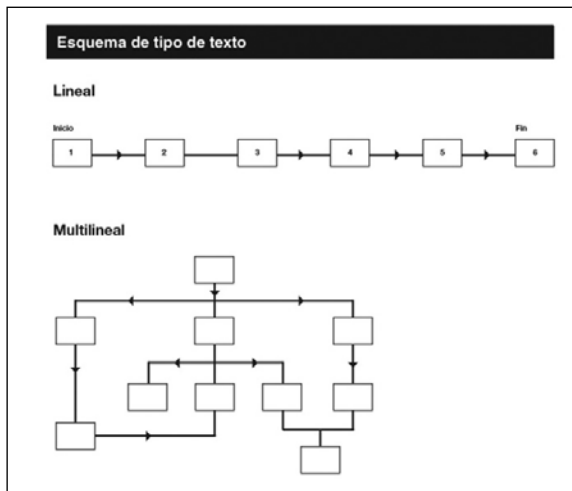 Esquema de tipo de texto
Lineal
Inicio
Fin
1
2
3
4
5
6
Multilineal